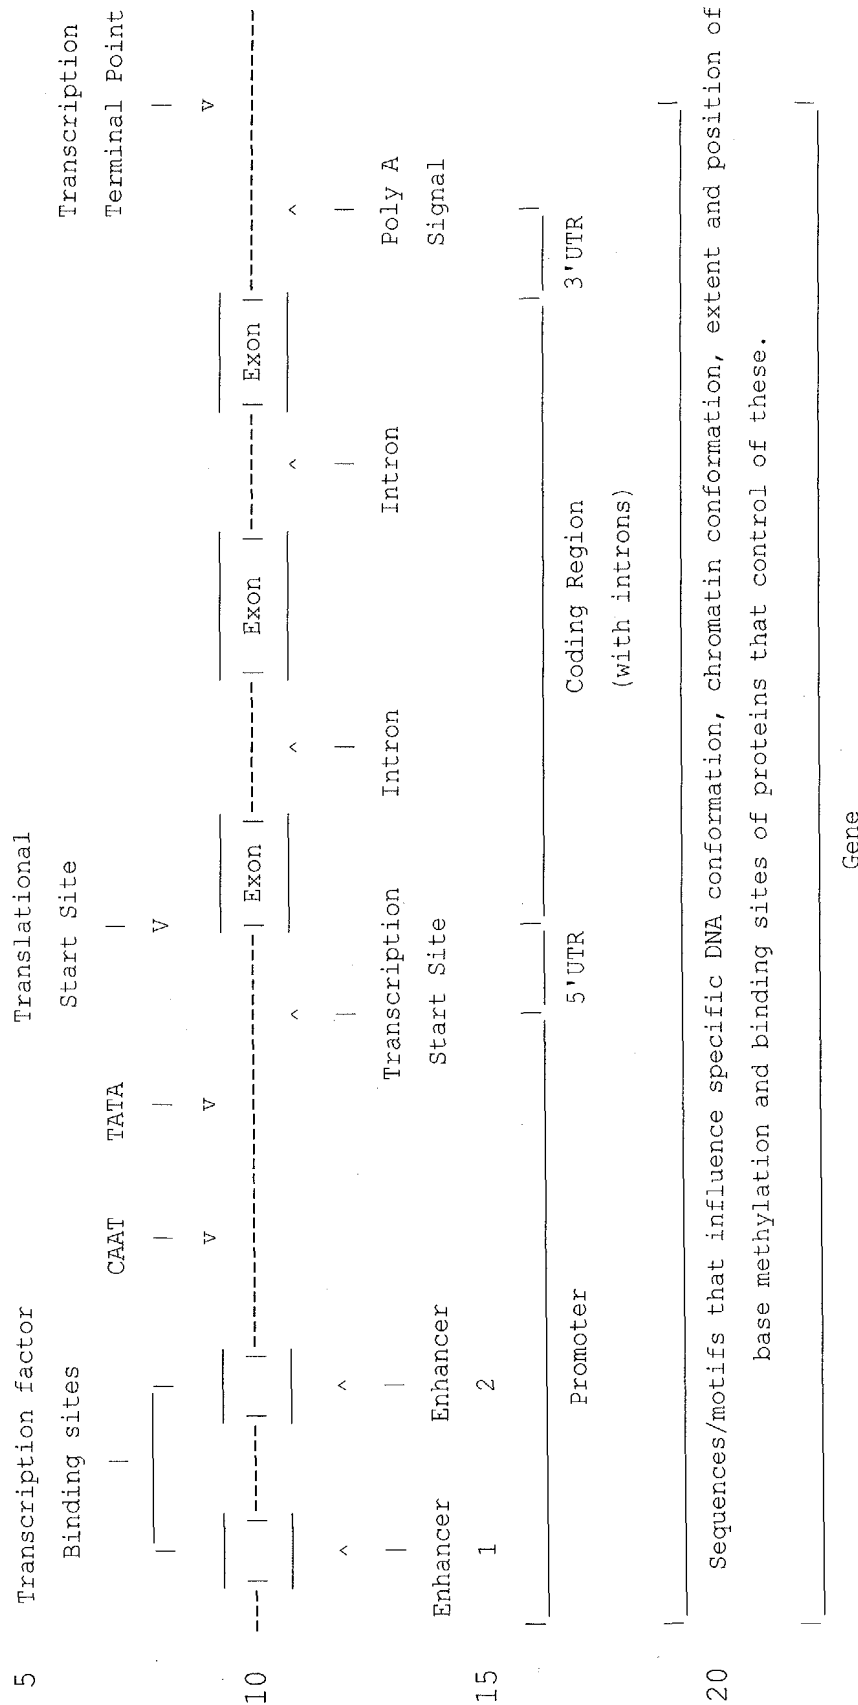 5
Transcription factor
Binding sites
CAAT
TATA
Translational
Start Site
Transcription
Terminal Point
10
Exon
Exon
Exon
Enhancer
1
Enhancer
2
Transcription
Start Site
Intron
Intron
Poly A
Signal
15
Promoter
5'UTR
Coding Region
(with introns)
3'UTR
20
Sequences/motifs that influence specific DNA conformation, chromatin conformation, extent and position of
base methylation and binding sites of proteins that control of these.
Gene